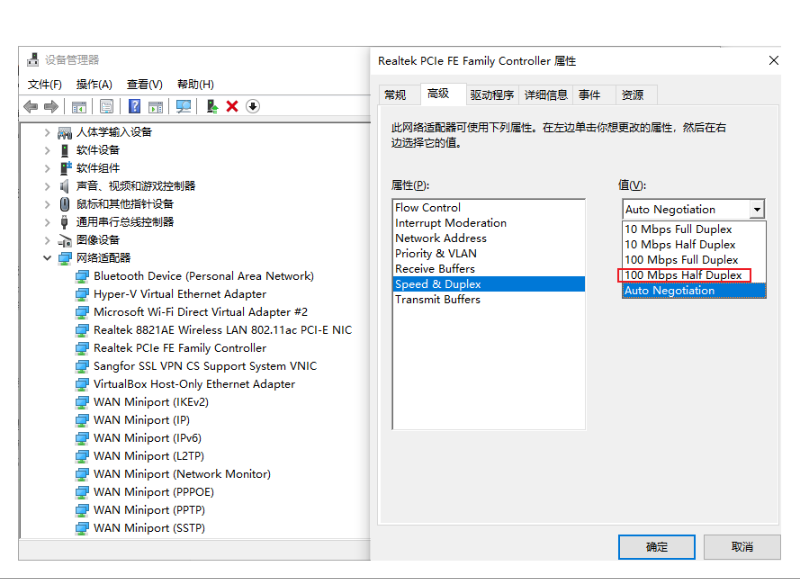 设备管理器
文件(F) 操作(A) 查看(V) 帮助(H)
人体学输入设备
软件设备
软件组件
声音、视频和游戏控制器
鼠标和其他指针设备
通用串行总线控制器
图像设备
网络适配器
Bluetooth Device (Personal Area Network)
Hyper-V Virtual Ethernet Adapter
Microsoft Wi-Fi Direct Virtual Adapter #2
Realtek 8821AE Wireless LAN 802.11ac PCI-E NIC
Realtek PCIe FE Family Controller
Sangfor SSL VPN CS Support System VNIC
VirtualBox Host-Only Ethernet Adapter
WAN Miniport (IKEv2)
WAN Miniport (IP)
WAN Miniport (IPv6)
WAN Miniport (L2TP)
WAN Miniport (Network Monitor)
WAN Miniport (PPPOE)
WAN Miniport (PPTP)
WAN Miniport (SSTP)
Realtek PCIe FE Family Controller 属性
常规 高级 驱动程序 详细信息 事件 资源
此网络适配器可使用下列属性。在左边单击你想更改的属性，然后在右
边选择它的值。
属性(P):
Flow Control
Interrupt Moderation
Network Address
Priority & VLAN
Receive Buffers
Speed & Duplex
Transmit Buffers
值(V):
Auto Negotiation
10 Mbps Full Duplex
10 Mbps Half Duplex
100 Mbps Full Duplex
100 Mbps Half Duplex
Auto Negotiation
确定 取消